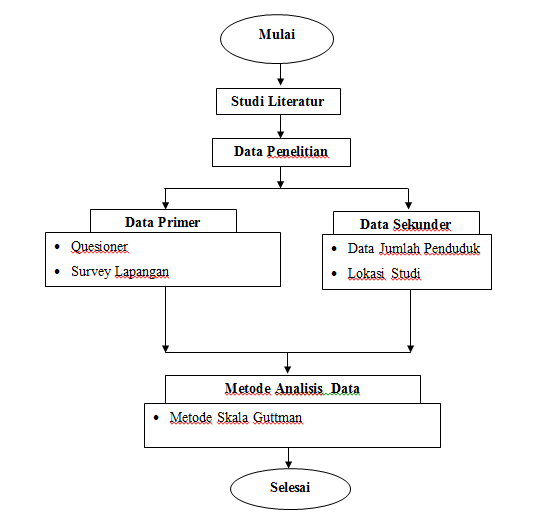 Mulai
Studi Literatur
Data Penelitian
Data Primer
• Quesioner
• Survey Lapangan
Data Sekunder
• Data Jumlah Penduduk
• Lokasi Studi
Metode Analisis Data
• Metode Skala Guttman
Selesai